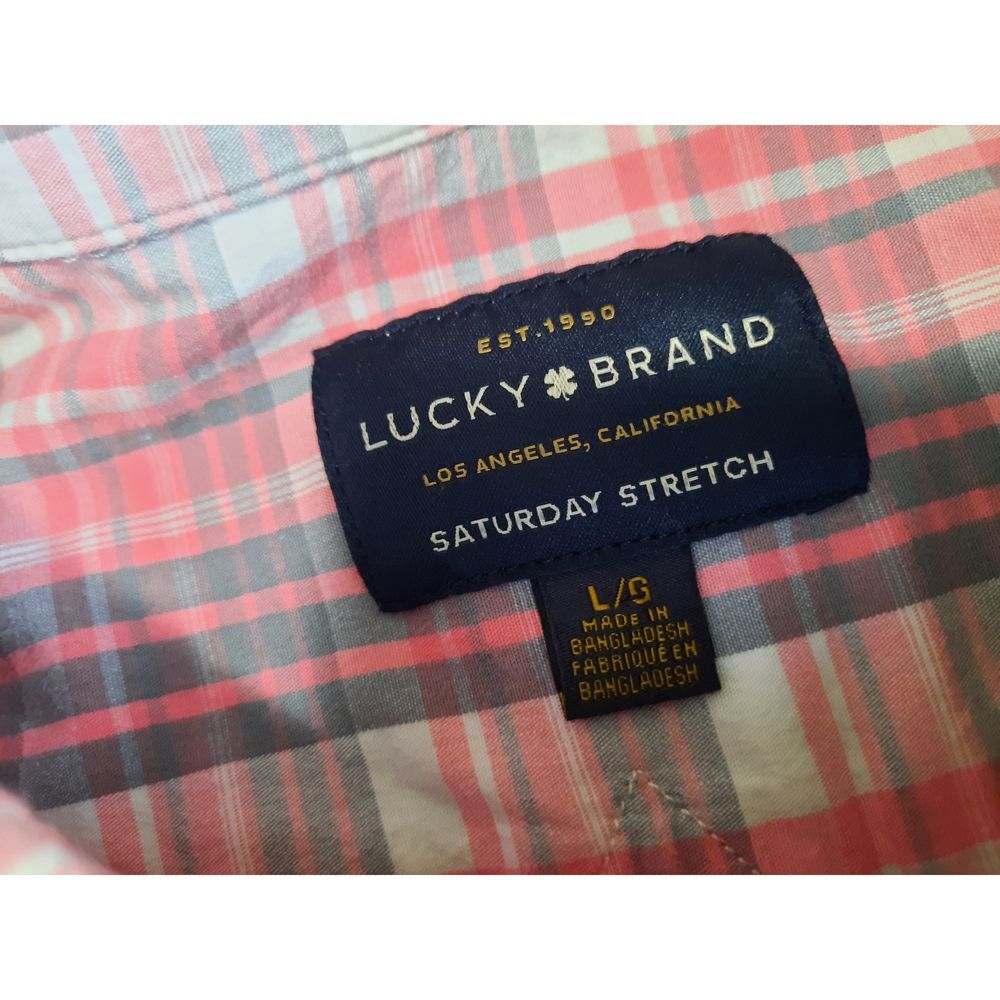 EST.1990
LUCKY BRAND
LOS ANGELES, CALIFORNIA
SATURDAY STRETCH
L/G
MADE IN
BANGLADESH
FABRIQUÉ EN
BANGLADESH